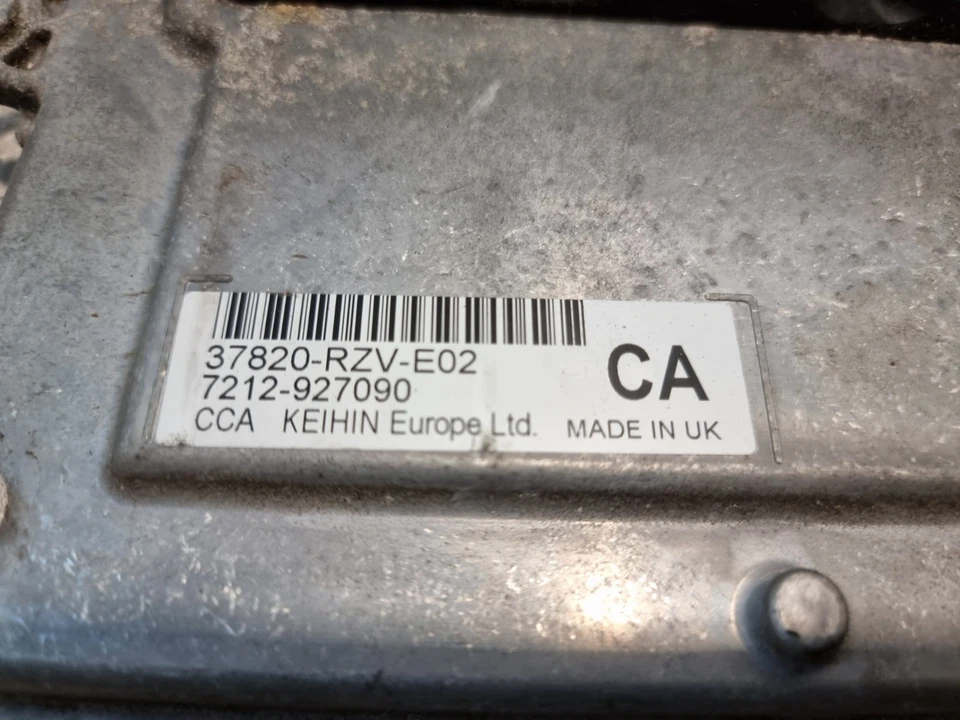 37820-RZV-E02
7212-927090
CA
CCA KEIHIN Europe Ltd. MADE IN UK